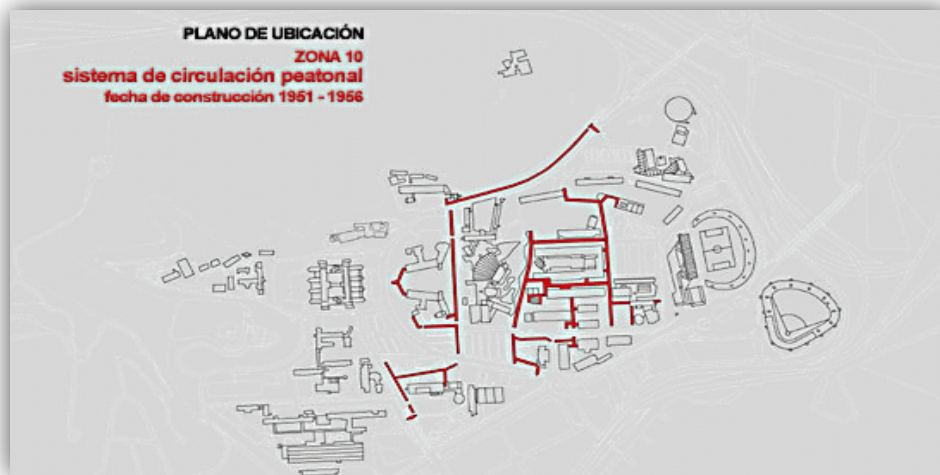 PLANO DE UBICACIÓN
ZONA 10
sistema de circulación peatonal
fecha de construcción 1951 - 1956